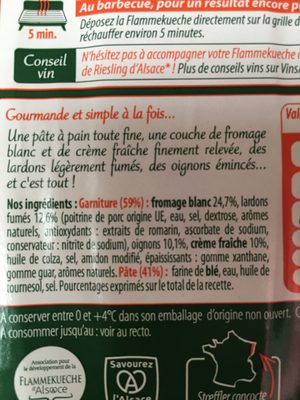 Au barbecue, pour un résultat encore p
Déposez la Flammekueche directement sur la grille d
5 min.
réchauffer environ 5 minutes.
Conseil
vin
N'hésitez pas à accompagner votre Flammekueche
de Riesling d'Alsace* ! Plus de conseils vins sur Vins
Gourmande et simple à la fois...
Val
Une pâte à pain toute fine, une couche de fromage
blanc et de crème fraîche finement relevée, des
lardons légèrement fumés, des oignons émincés...
et c'est tout !
Nos ingrédients : Garniture (59%) : fromage blanc 24,7%, lardons
fumés 12,6% (poitrine de porc origine UE, eau, sel, dextrose, arômes
naturels, antioxydants : extraits de romarin, ascorbate de sodium,
conservateur : nitrite de sodium), oignons 10,1%, crème fraîche 10%,
huile de colza, sel, amidon modifié, épaississants : gomme xanthane,
gomme guar, arômes naturels. Pâte (41%) : farine de blé, eau, huile de
tournesol, sel. Pourcentages exprimés sur le total de la recette.
A conserver entre 0 et +4°C dans son emballage d'origine non ouvert.
A consommer jusqu'au : voir au recto.
Association pour le
développement de la
FLAMMEKUECHE
d'Alsace
Savourez
A
l'Alsace
Streffler conçocte